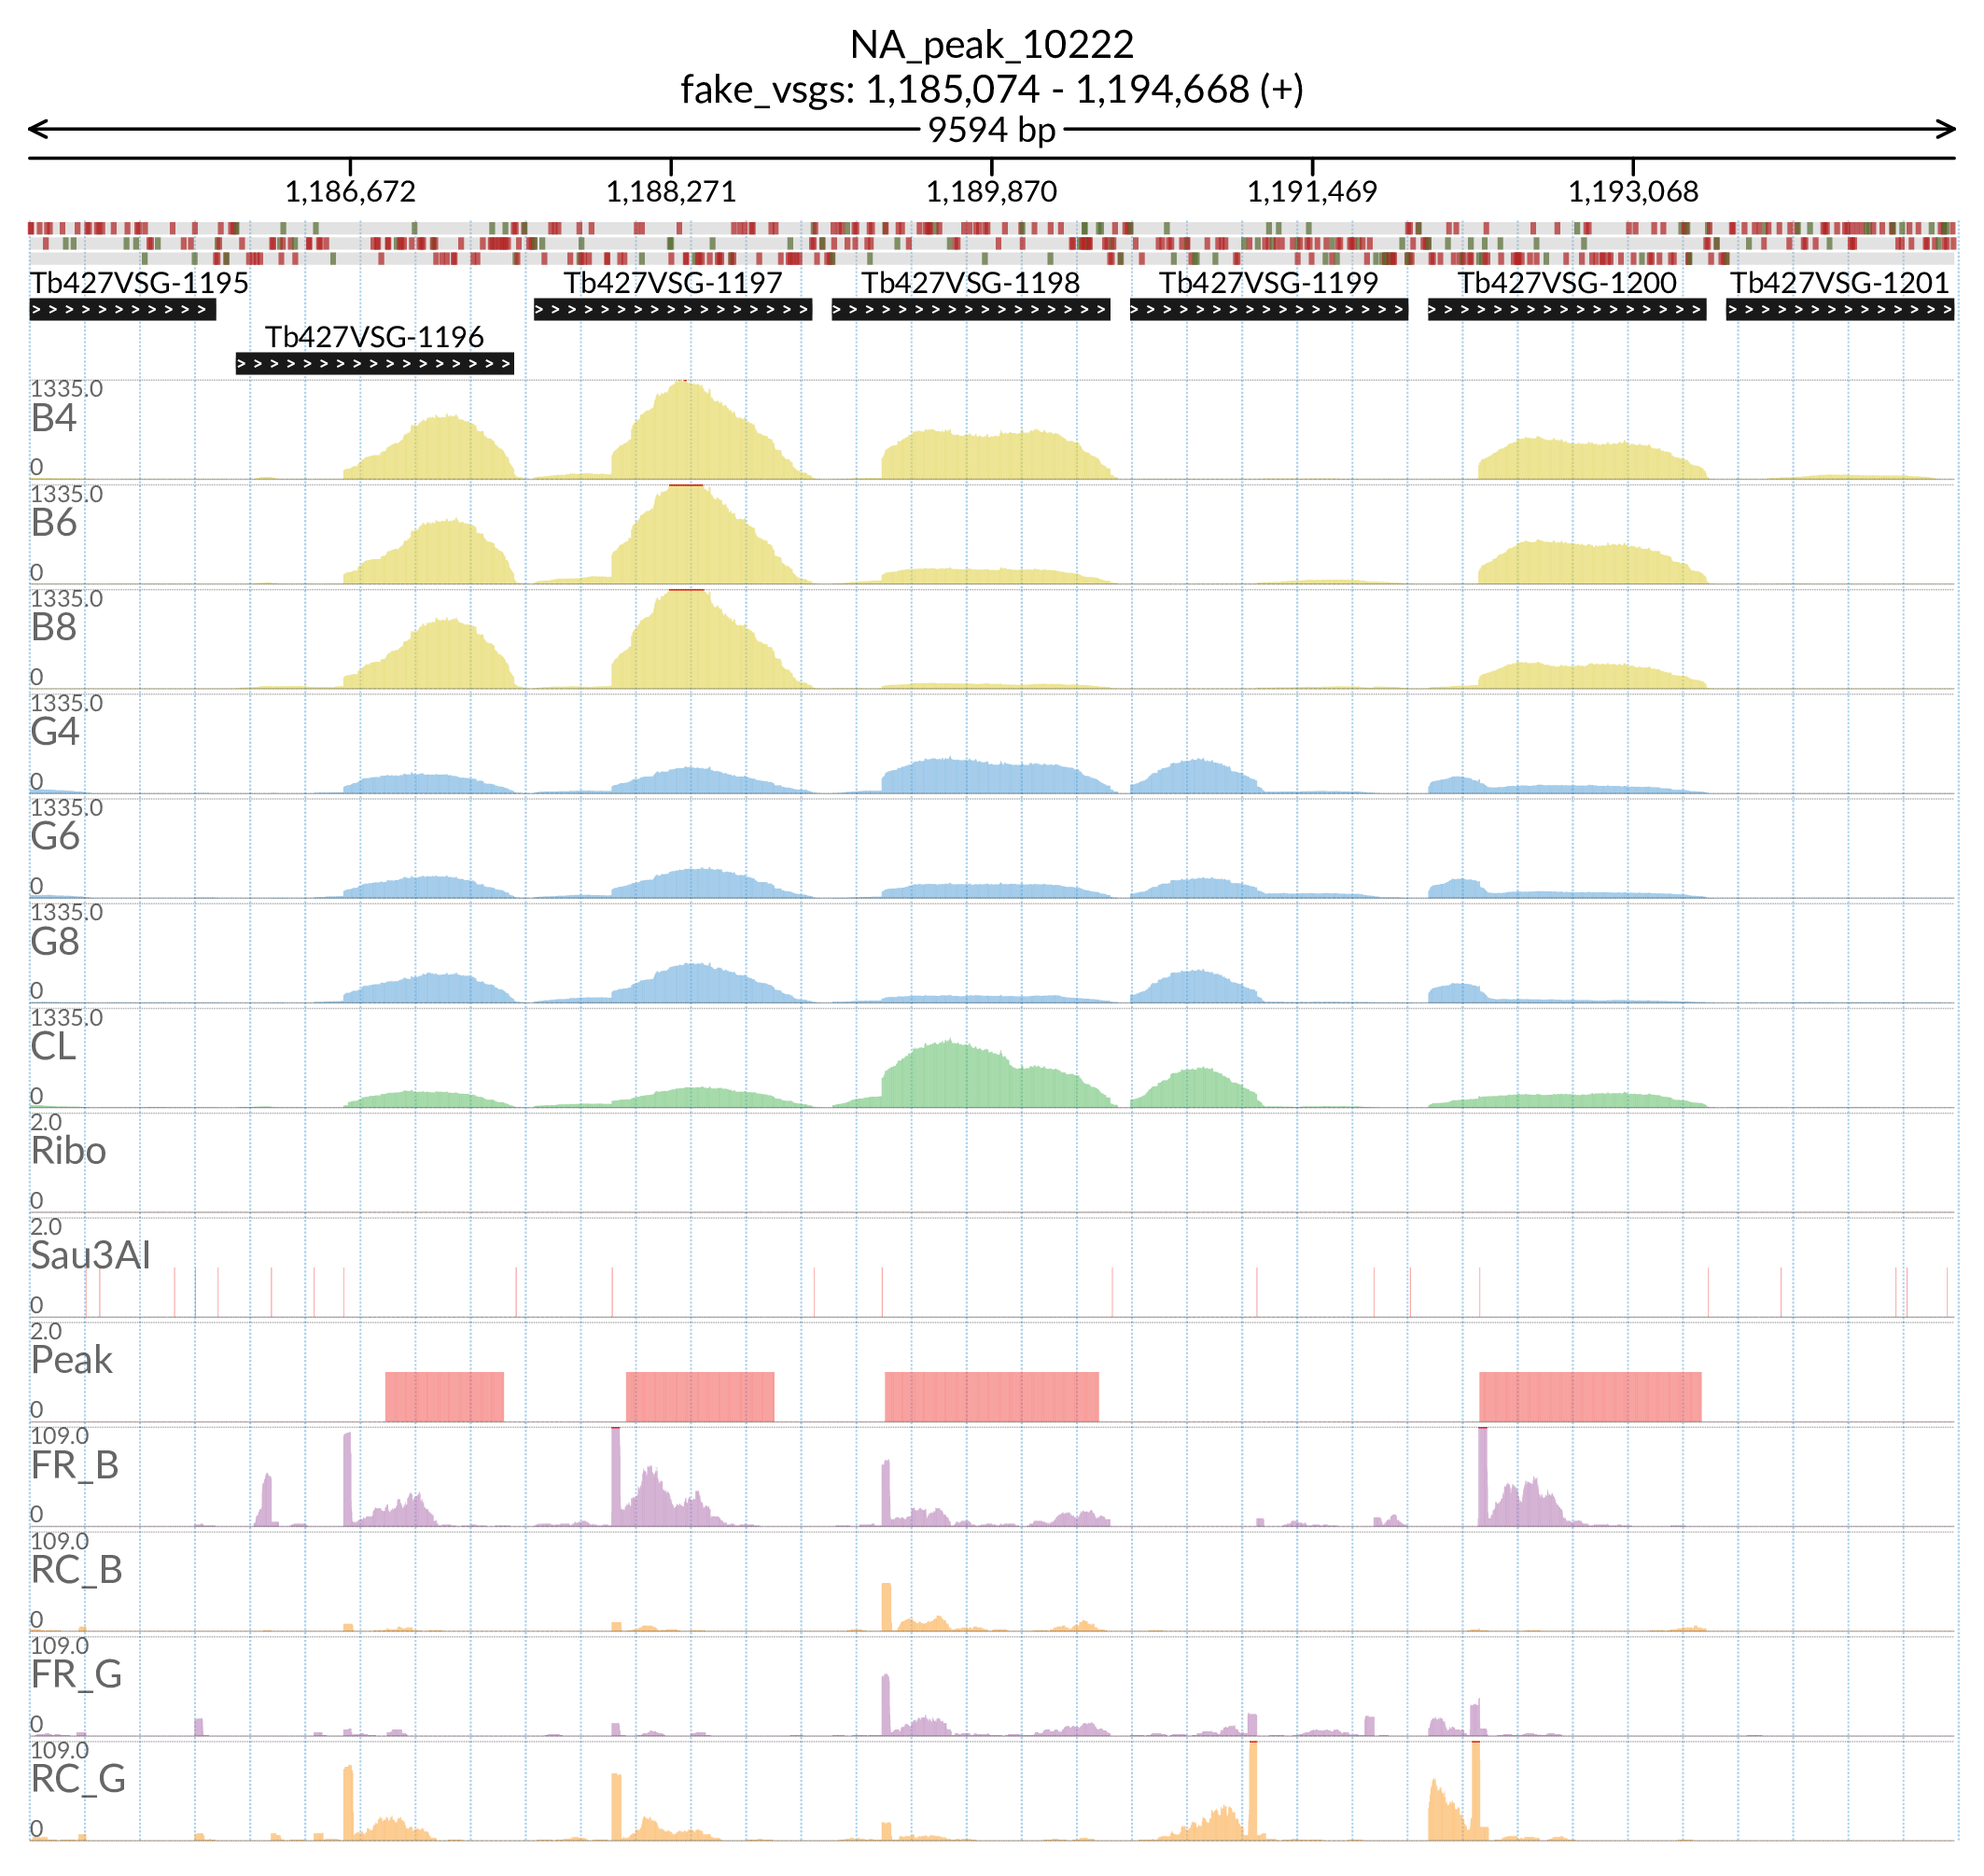 NA_peak_10222
fake_vsgs: 1,185,074 - 1,194,668 (+)
9594 bp
1,186,672 1,188,271 1,189,870 1,191,469 1,193,068
Tb427VSG-1195 Tb427VSG-1197 Tb427VSG-1198 Tb427VSG-1199 Tb427VSG-1200 Tb427VSG-1201
Tb427VSG-1196
1335.0
B4
0
1335.0
B6
0
1335.0
B8
0
1335.0
G4
0
1335.0
G6
0
1335.0
G8
0
1335.0
CL
0
2.0
Ribo
0
2.0
Sau3AI
0
2.0
Peak
0
109.0
FR_B
0
109.0
RC_B
0
109.0
FR_G
0
109.0
RC_G
0